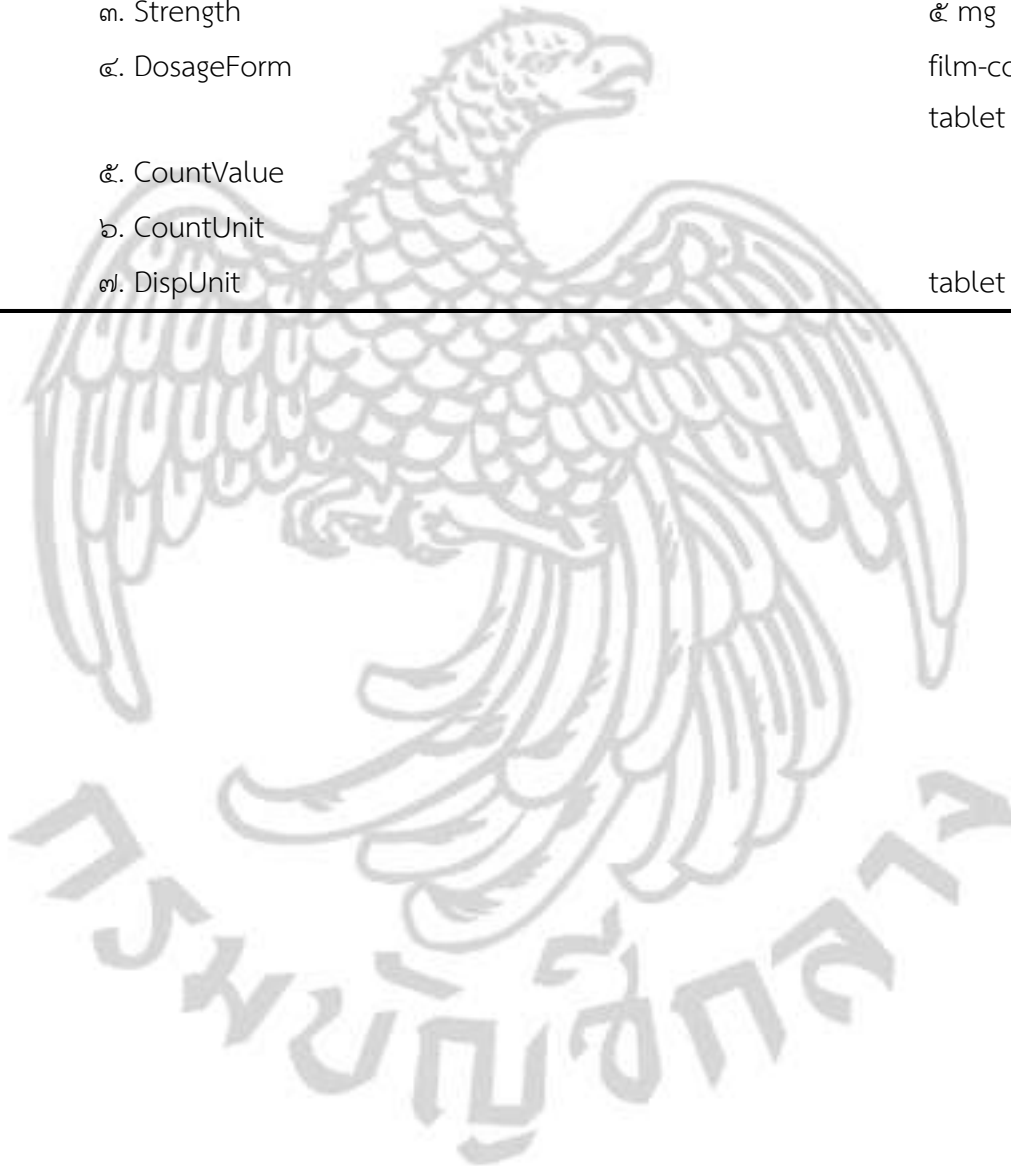 ๓. Strength ๕ mg
๔. DosageForm film-co
tablet
๕. CountValue
๖. CountUnit
๗. DispUnit tablet
กรมบัญชีกลาง